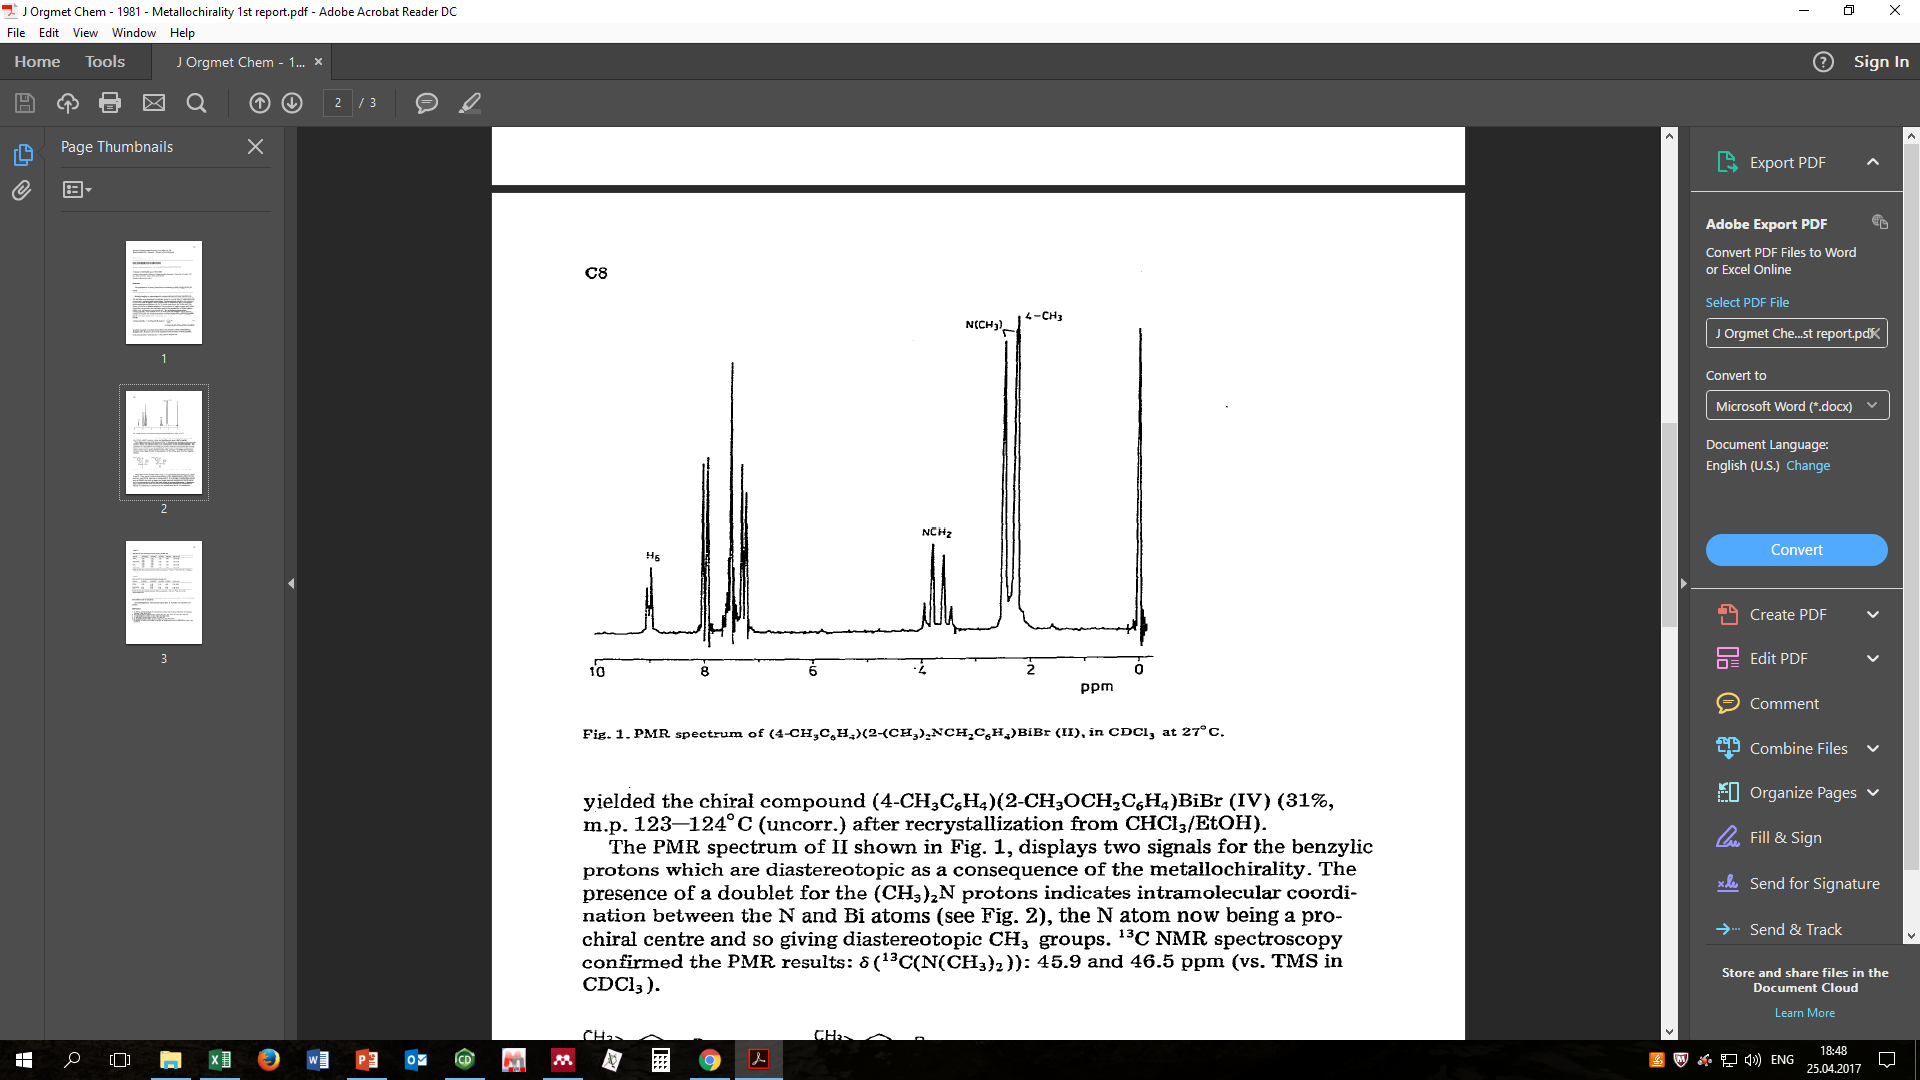 J Orgmet Chem - 1981 - Metallochirality 1st report.pdf - Adobe Acrobat Reader DC
File Edit View Window Help
Home Tools J Orgmet Chem - 1... × Sign In
2 / 3
Page Thumbnails
1
2
3
C8
N(CH3) 4-CH3
NCH2
H6
10 8 6 4 2 0
ppm
Fig. 1. PMR spectrum of (4-CH₃C₆H₄)(2-(CH₃)₂NCH₂C₆H₄)BiBr (II), in CDCl₃ at 27°C.
yielded the chiral compound (4-CH₃C₆H₄)(2-CH₃OCH₂C₆H₄)BiBr (IV) (31%,
m.p. 123—124°C (uncorr.) after recrystallization from CHCl₃/EtOH).
The PMR spectrum of II shown in Fig. 1, displays two signals for the benzylic
protons which are diastereotopic as a consequence of the metallochirality. The
presence of a doublet for the (CH₃)₂N protons indicates intramolecular coordi-
nation between the N and Bi atoms (see Fig. 2), the N atom now being a pro-
chiral centre and so giving diastereotopic CH₃ groups. ¹³C NMR spectroscopy
confirmed the PMR results: δ(¹³C(N(CH₃)₂)): 45.9 and 46.5 ppm (vs. TMS in
CDCl₃).
CH₃ CH₃
Export PDF
Adobe Export PDF
Convert PDF Files to Word
or Excel Online
Select PDF File
J Orgmet Che...st report.pdf
Convert to
Microsoft Word (*.docx)
Document Language:
English (U.S.) Change
Convert
Create PDF
Edit PDF
Comment
Combine Files
Organize Pages
Fill & Sign
Send for Signature
Send & Track
Store and share files in the
Document Cloud
Learn More
ENG
18:48
25.04.2017